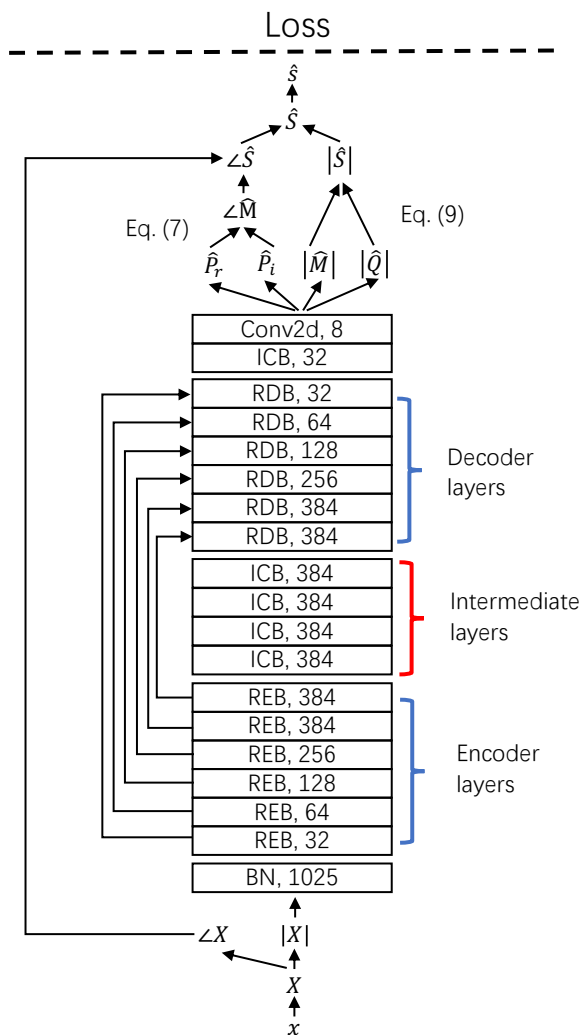 Loss
ŝ
Ŝ
∠Ŝ |Ŝ|
∠M̂
Eq. (7) Eq. (9)
P̂ᵣ P̂ᵢ |M̂| |Q̂|
Conv2d, 8
ICB, 32
RDB, 32
RDB, 64
RDB, 128
RDB, 256
RDB, 384
RDB, 384
Decoder
layers
ICB, 384
ICB, 384
ICB, 384
ICB, 384
Intermediate
layers
REB, 384
REB, 384
REB, 256
REB, 128
REB, 64
REB, 32
Encoder
layers
BN, 1025
∠X |X|
X
x